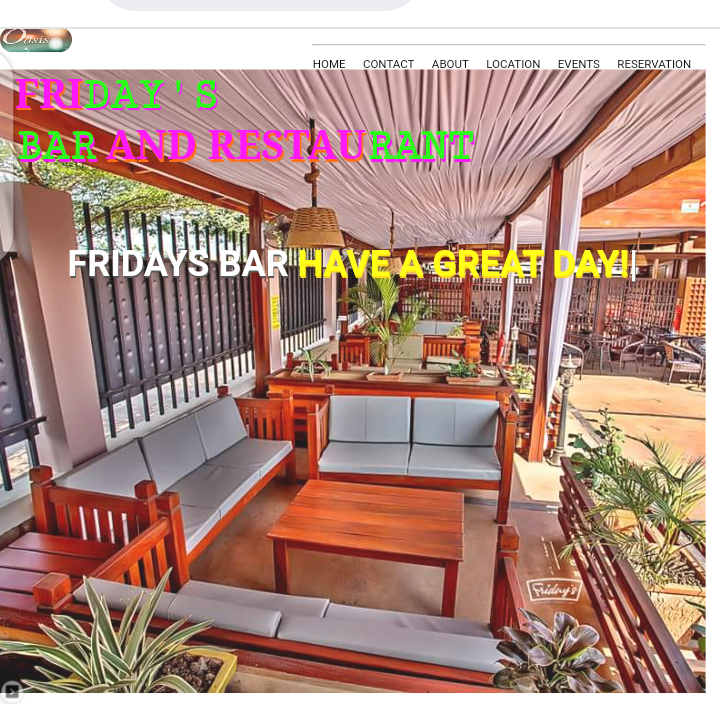 Oasis
HOME CONTACT ABOUT LOCATION EVENTS RESERVATION
FRIDAY'S
BAR AND RESTAURANT
FRIDAYS BAR HAVE A GREAT DAY!|
Friday's